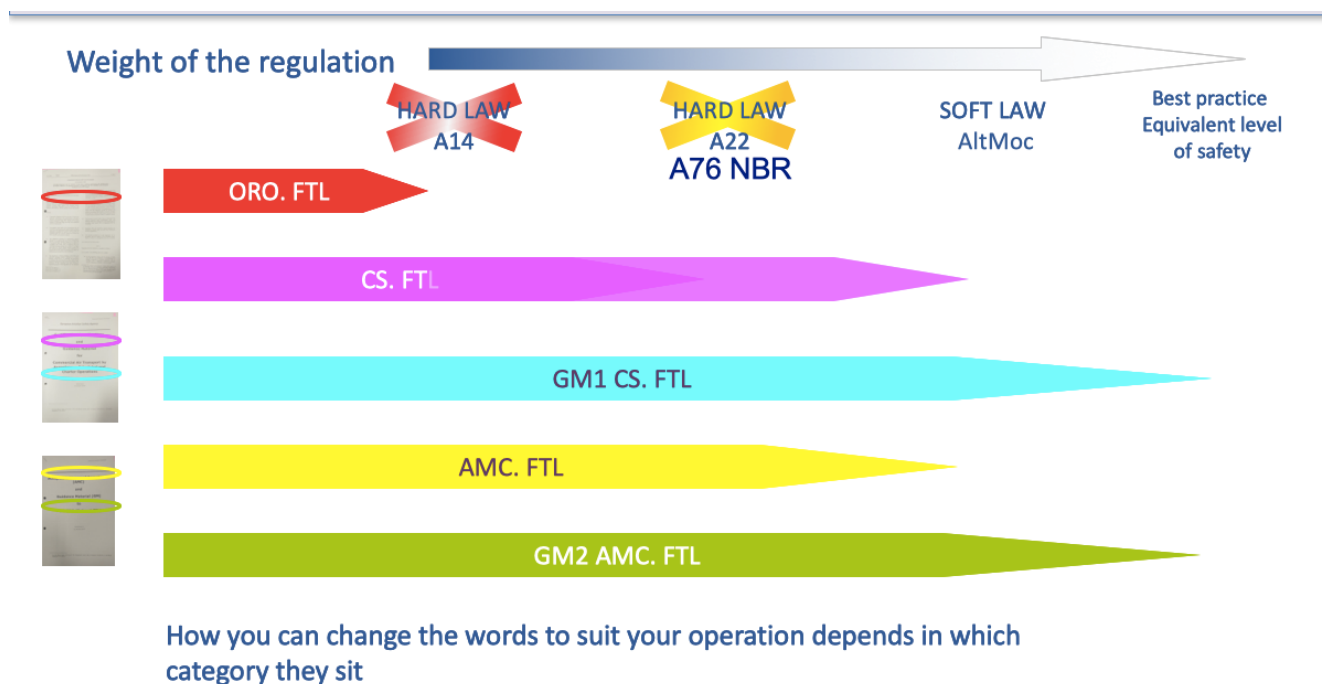 Weight of the regulation
HARD LAW
A14
HARD LAW
A22
A76 NBR
SOFT LAW
AltMoc
Best practice
Equivalent level
of safety
ORO. FTL
CS. FTL
GM1 CS. FTL
AMC. FTL
GM2 AMC. FTL
How you can change the words to suit your operation depends in which
category they sit